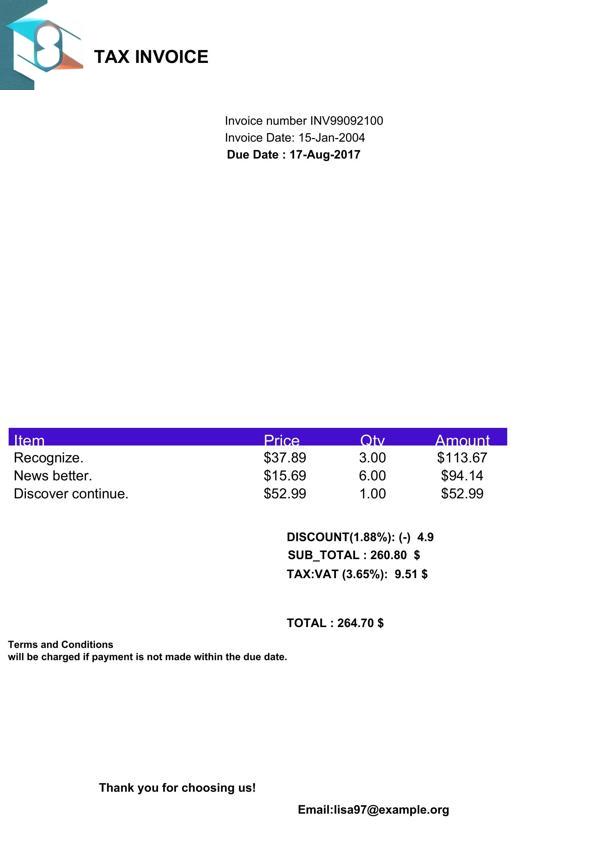 TAX INVOICE
Invoice number INV99092100
Invoice Date: 15-Jan-2004
Due Date : 17-Aug-2017
Item Price Qty Amount
Recognize. $37.89 3.00 $113.67
News better. $15.69 6.00 $94.14
Discover continue. $52.99 1.00 $52.99
DISCOUNT(1.88%): (-) 4.9
SUB_TOTAL : 260.80 $
TAX:VAT (3.65%): 9.51 $
TOTAL : 264.70 $
Terms and Conditions
will be charged if payment is not made within the due date.
Thank you for choosing us!
Email:lisa97@example.org